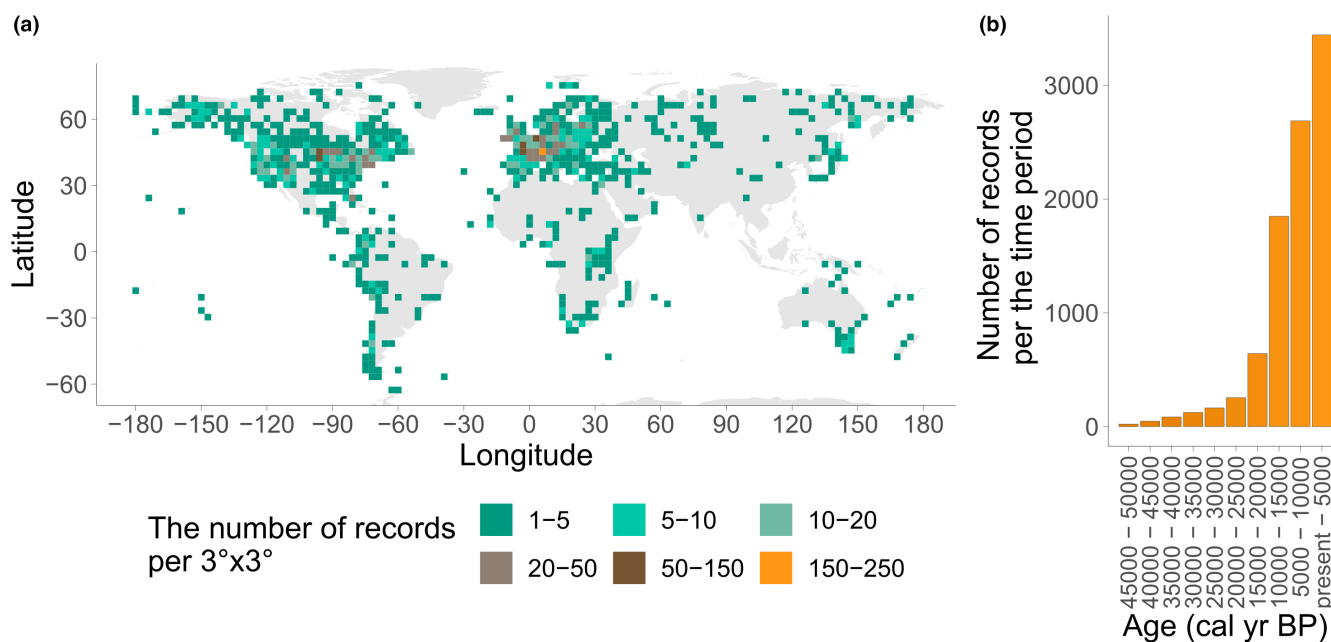 (a)
Latitude
60
30
0
−30
−60
−180 −150 −120 −90 −60 −30 0 30 60 90 120 150 180
Longitude
The number of records
per 3°x3°
1−5
5−10
10−20
20−50
50−150
150−250
(b)
Number of records
per the time period
3000
2000
1000
0
45000 − 50000
40000 − 45000
35000 − 40000
30000 − 35000
25000 − 30000
20000 − 25000
15000 − 20000
10000 − 15000
5000 − 10000
present − 5000
Age (cal yr BP)